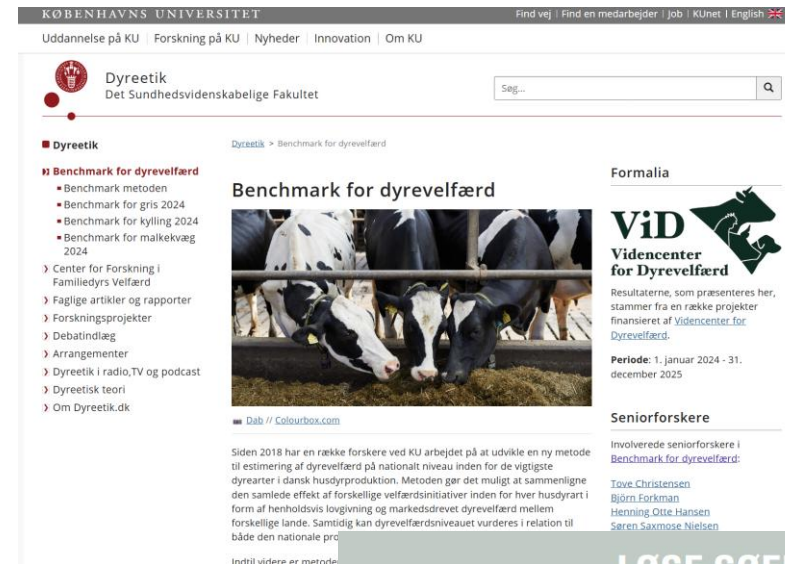 KØBENHAVNS UNIVERSITET
Find vej | Find en medarbejder | Job | KUnet | English
Uddannelse på KU | Forskning på KU | Nyheder | Innovation | Om KU
Dyreetik
Det Sundhedsvidenskabelige Fakultet
Søg...
Dyreetik
Benchmark for dyrevelfærd
Benchmark metoden
Benchmark for gris 2024
Benchmark for kylling 2024
Benchmark for malkekvæg
2024
Center for Forskning i
Familiedyrs Velfærd
Faglige artikler og rapporter
Forskningsprojekter
Debatindlæg
Arrangementer
Dyreetik i radio,TV og podcast
Dyreetisk teori
Om Dyreetik.dk
Dyreetik > Benchmark for dyrevelfærd
Benchmark for dyrevelfærd
Dab // Colourbox.com
Siden 2018 har en række forskere ved KU arbejdet på at udvikle en ny metode
til estimering af dyrevelfærd på nationalt niveau inden for de vigtigste
dyrearter i dansk husdyrproduktion. Metoden gør det muligt at sammenligne
den samlede effekt af forskellige velfærdsinitiativer inden for hver husdyrart i
form af henholdsvis lovgivning og markedsdrevet dyrevelfærd mellem
forskellige lande. Samtidig kan dyrevelfærdsniveauet vurderes i relation til
både den nationale pro
Indtil videre er metode
Formalia
ViD
Videncenter
for Dyrevelfærd
Resultaterne, som præsenteres her,
stammer fra en række projekter
finansieret af Videncenter for
Dyrevelfærd.
Periode: 1. januar 2024 - 31.
december 2025
Seniorforskere
Involverede seniorforskere i
Benchmark for dyrevelfærd:
Tove Christensen
Björn Forkman
Henning Otte Hansen
Søren Saxmose Nielsen